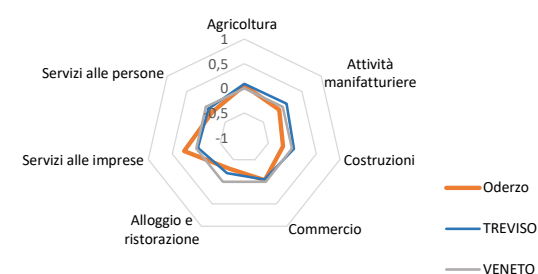 Agricoltura
1
0,5
0
-0,5
-1
Attività
manifatturiere
Costruzioni
Commercio
Alloggio e
ristorazione
Servizi alle imprese
Servizi alle persone
Oderzo
TREVISO
VENETO